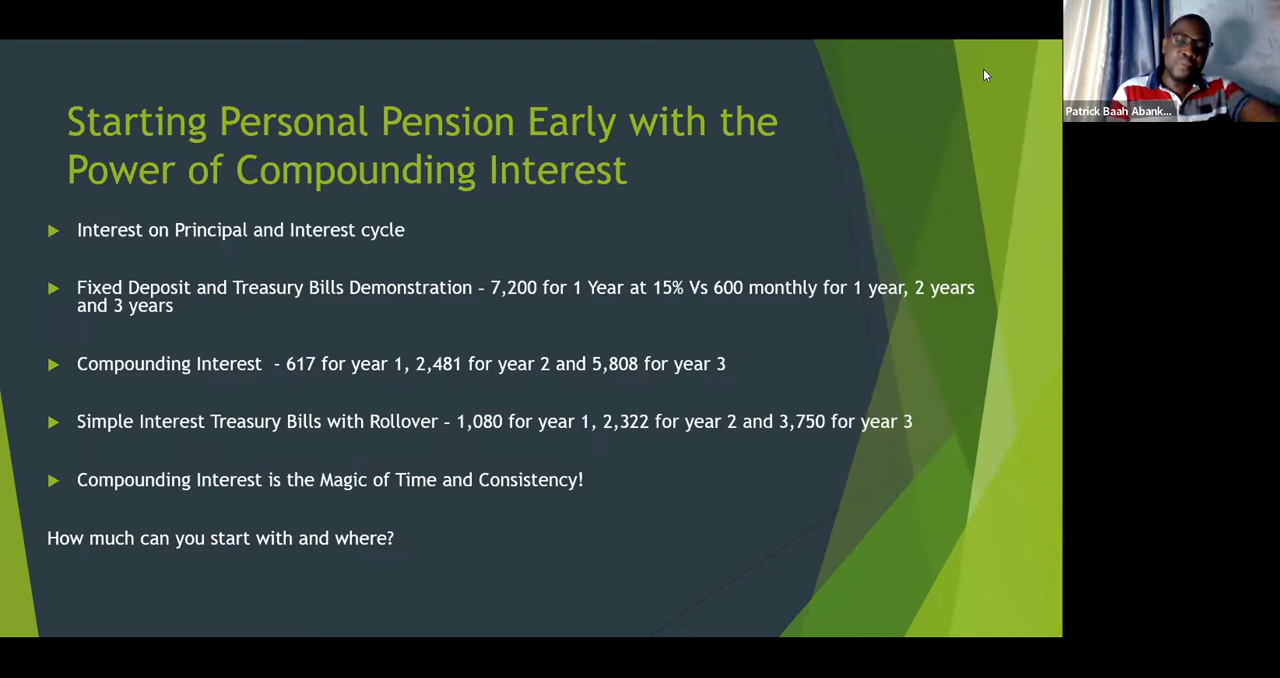 Starting Personal Pension Early with the
Power of Compounding Interest
Interest on Principal and Interest cycle
Fixed Deposit and Treasury Bills Demonstration – 7,200 for 1 Year at 15% Vs 600 monthly for 1 year, 2 years
and 3 years
Compounding Interest – 617 for year 1, 2,481 for year 2 and 5,808 for year 3
Simple Interest Treasury Bills with Rollover – 1,080 for year 1, 2,322 for year 2 and 3,750 for year 3
Compounding Interest is the Magic of Time and Consistency!
How much can you start with and where?
Patrick Baah Abank...